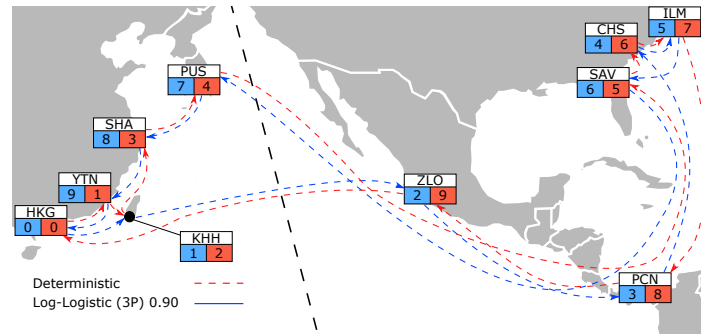 ILM
5 7
CHS
4 6
SAV
6 5
PUS
7 4
SHA
8 3
YTN
9 1
ZLO
2 9
HKG
0 0
KHH
1 2
PCN
3 8
Deterministic
Log-Logistic (3P) 0.90